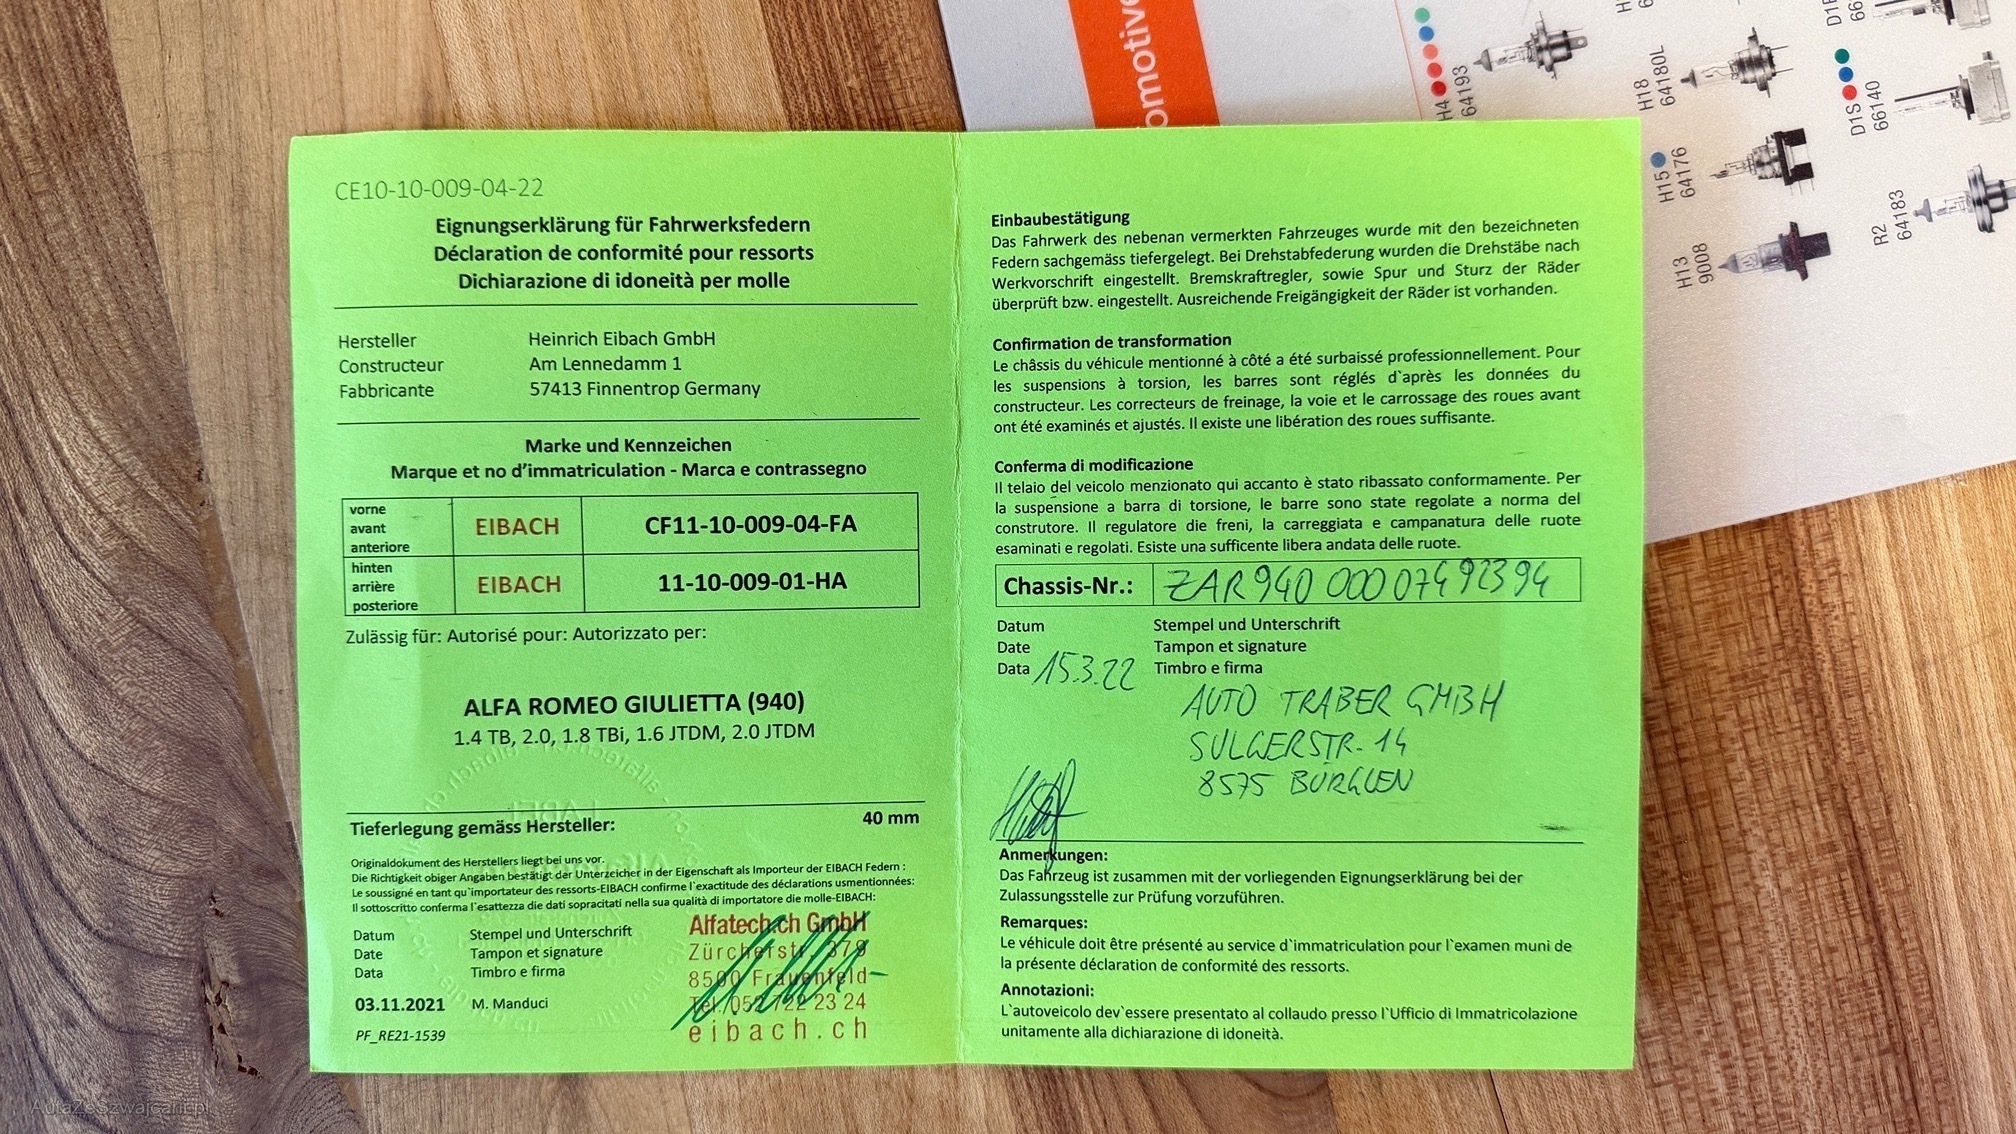 CE10-10-009-04-22
Eignungserklärung für Fahrwerksfedern
Déclaration de conformité pour ressorts
Dichiarazione di idoneità per molle
Hersteller Heinrich Eibach GmbH
Constructeur Am Lennedamm 1
Fabbricante 57413 Finnentrop Germany
Marke und Kennzeichen
Marque et no d'immatriculation - Marca e contrassegno
vorne
avant
anteriore
EIBACH CF11-10-009-04-FA
hinten
arrière
posteriore
EIBACH 11-10-009-01-HA
Zulässig für: Autorisé pour: Autorizzato per:
ALFA ROMEO GIULIETTA (940)
1.4 TB, 2.0, 1.8 TBi, 1.6 JTDM, 2.0 JTDM
Tieferlegung gemäss Hersteller: 40 mm
Originaldokument des Herstellers liegt bei uns vor.
Die Richtigkeit obiger Angaben bestätigt der Unterzeicher in der Eigenschaft als Importeur der EIBACH Federn :
Le soussigné en tant qu`importateur des ressorts-EIBACH confirme l`exactitude des déclarations usmentionnées:
Il sottoscritto conferma l`esattezza die dati sopracitati nella sua qualità di importatore die molle-EIBACH:
Datum Stempel und Unterschrift
Date Tampon et signature
Data Timbro e firma
03.11.2021 M. Manduci
PF_RE21-1539
Alfatech.ch GmbH
Zürcherstr. 379
8500 Frauenfeld
Tel. 052 722 23 24
eibach.ch
Einbaubestätigung
Das Fahrwerk des nebenan vermerkten Fahrzeuges wurde mit den bezeichneten
Federn sachgemäss tiefergelegt. Bei Drehstabfederung wurden die Drehstäbe nach
Werkvorschrift eingestellt. Bremskraftregler, sowie Spur und Sturz der Räder
überprüft bzw. eingestellt. Ausreichende Freigängigkeit der Räder ist vorhanden.
Confirmation de transformation
Le châssis du véhicule mentionné à côté a été surbaissé professionnellement. Pour
les suspensions à torsion, les barres sont réglés d`après les données du
constructeur. Les correcteurs de freinage, la voie et le carrossage des roues avant
ont été examinés et ajustés. Il existe une libération des roues suffisante.
Conferma di modificazione
Il telaio del veicolo menzionato qui accanto è stato ribassato conformamente. Per
la suspensione a barra di torsione, le barre sono state regolate a norma del
construtore. Il regulatore die freni, la carreggiata e campanatura delle ruote
esaminati e regolati. Esiste una sufficente libera andata delle ruote.
Chassis-Nr.: ZAR940 000 07492394
Datum Stempel und Unterschrift
Date Tampon et signature
Data 15.3.22 Timbro e firma
AUTO TRABER GMBH
SULGERSTR. 14
8575 BÜRGLEN
Anmerkungen:
Das Fahrzeug ist zusammen mit der vorliegenden Eignungserklärung bei der
Zulassungsstelle zur Prüfung vorzuführen.
Remarques:
Le véhicule doit être présenté au service d`immatriculation pour l`examen muni de
la présente déclaration de conformité des ressorts.
Annotazioni:
L`autoveicolo dev`essere presentato al collaudo presso l`Ufficio di Immatricolazione
unitamente alla dichiarazione di idoneità.
H4
64193
H18
64180L
D1S
66140
H15
64176
R2
64183
H13
9008
AutaZeSzwajcarii.pl